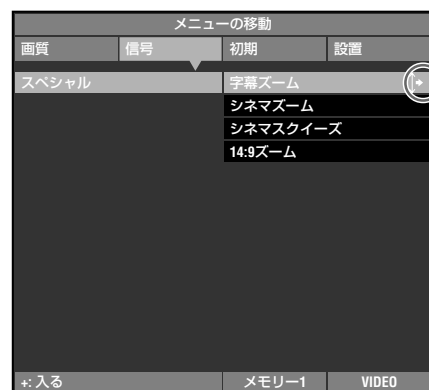 メニューの移動
画質 信号 初期 設置
スペシャル 字幕ズーム
シネマズーム
シネマスクイーズ
14:9ズーム
+: 入る メモリー1 VIDEO